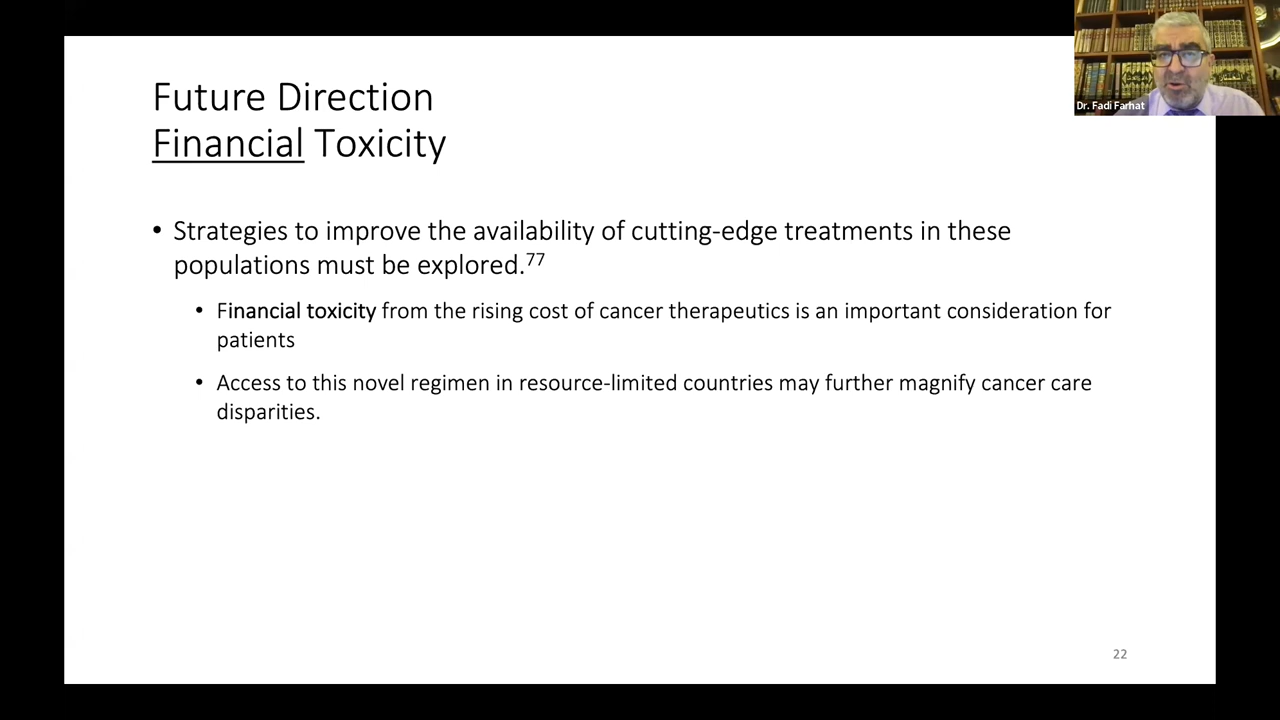 Future Direction
Financial Toxicity
• Strategies to improve the availability of cutting-edge treatments in these
populations must be explored.77
• Financial toxicity from the rising cost of cancer therapeutics is an important consideration for
patients
• Access to this novel regimen in resource-limited countries may further magnify cancer care
disparities.
22
Dr. Fadi Farhat